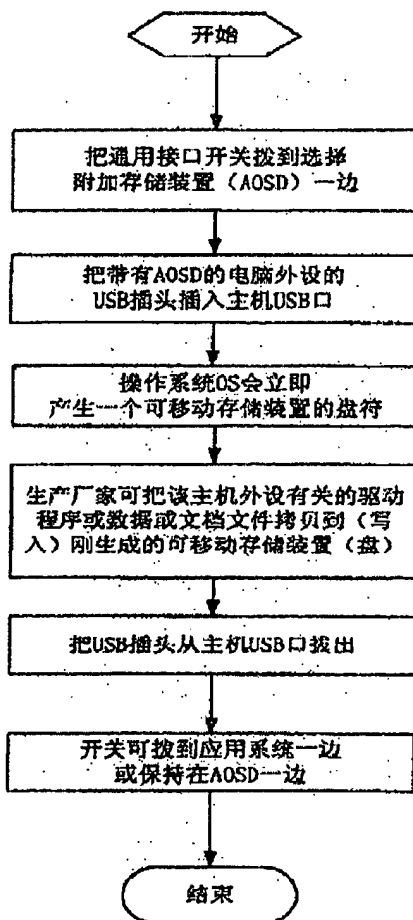 开始
把通用接口开关拨到选择
附加存储装置（AOSD）一边
把带有AOSD的电脑外设的
USB插头插入主机USB口
操作系统OS会立即
产生一个可移动存储装置的盘符
生产厂家可把该主机外设有关的驱动
程序或数据或文档文件拷贝到（写
入）刚生成的可移动存储装置（盘）
把USB插头从主机USB口拔出
开关可拨到应用系统一边
或保持在AOSD一边
结束